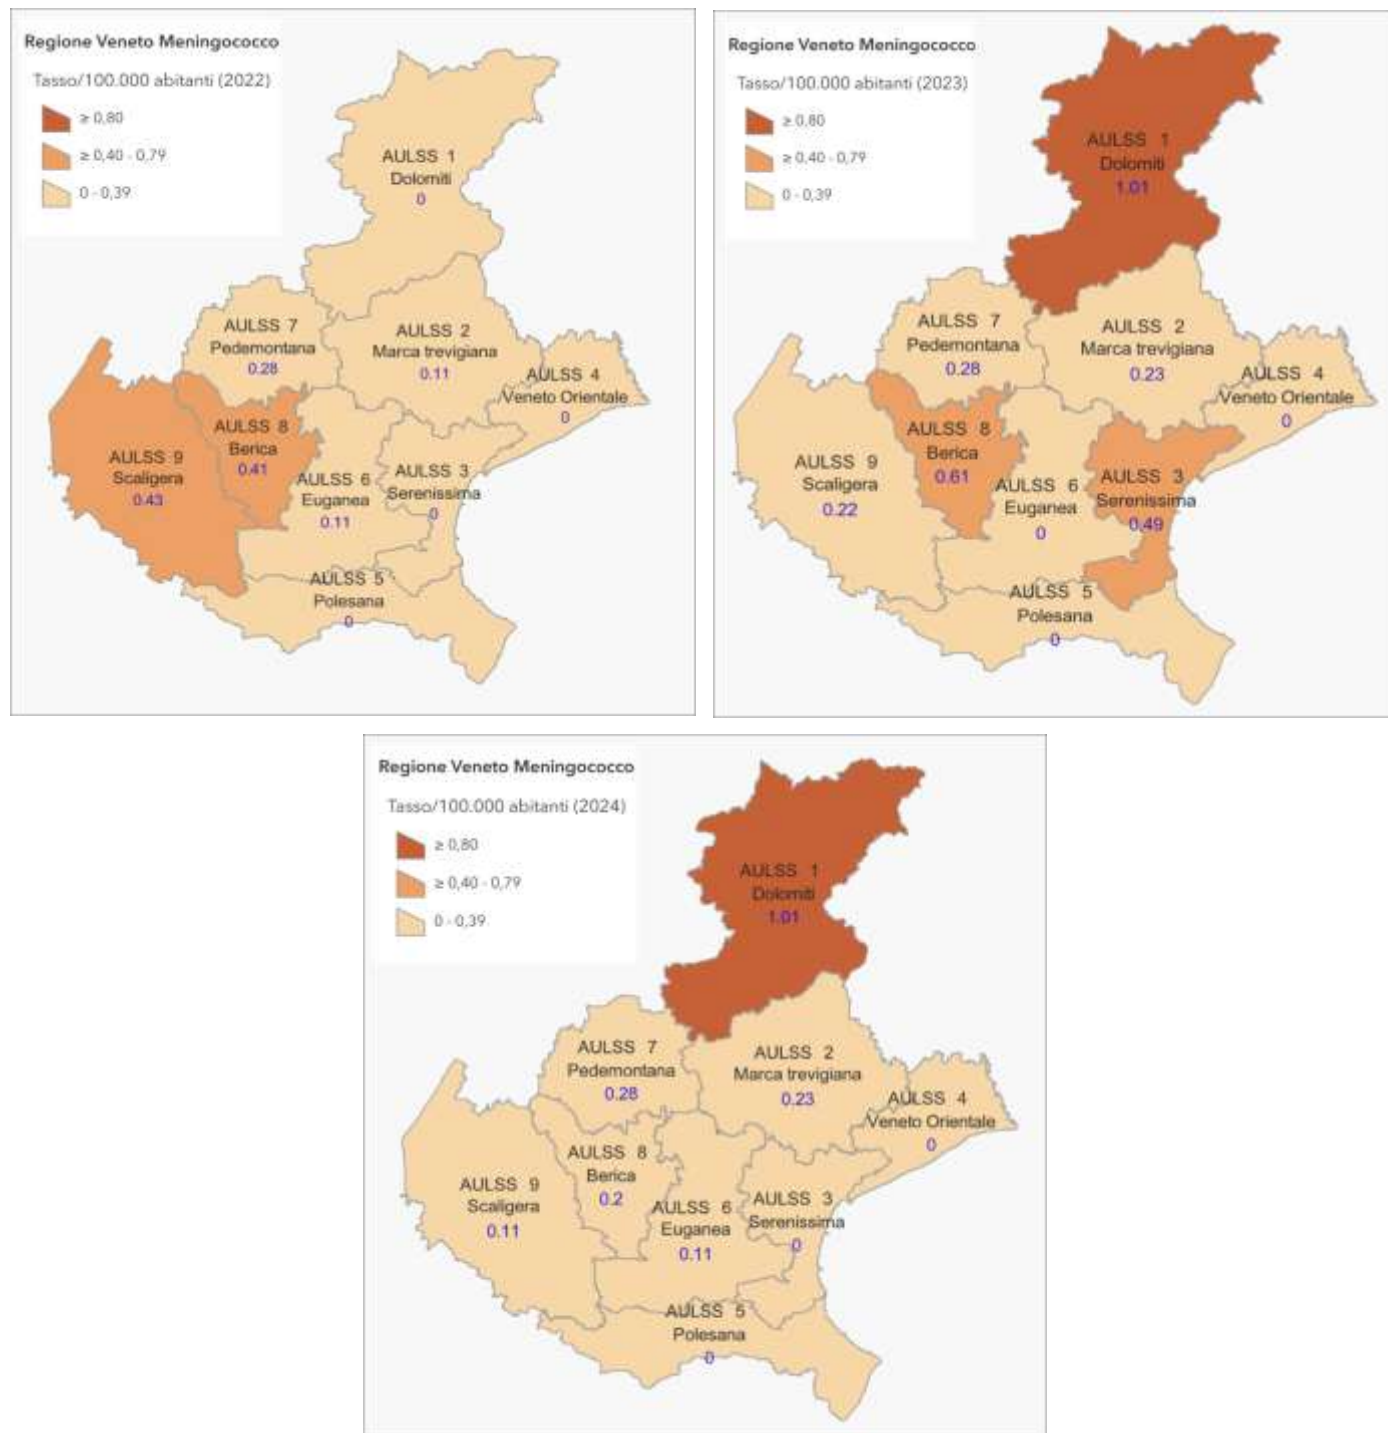 Regione Veneto Meningococco
Tasso/100.000 abitanti (2022)
≥ 0,80
≥ 0,40 - 0,79
0 - 0,39
AULSS 1
Dolomiti
0
AULSS 7
Pedemontana
0.28
AULSS 2
Marca trevigiana
0.11
AULSS 4
Veneto Orientale
0
AULSS 8
Berica
0.41
AULSS 9
Scaligera
0.43
AULSS 6
Euganea
0.11
AULSS 3
Serenissima
0
AULSS 5
Polesana
0
Regione Veneto Meningococco
Tasso/100.000 abitanti (2023)
≥ 0,80
≥ 0,40 - 0,79
0 - 0,39
AULSS 1
Dolomiti
1.01
AULSS 7
Pedemontana
0.28
AULSS 2
Marca trevigiana
0.23
AULSS 4
Veneto Orientale
0
AULSS 8
Berica
0.61
AULSS 9
Scaligera
0.22
AULSS 6
Euganea
0
AULSS 3
Serenissima
0,49
AULSS 5
Polesana
0
Regione Veneto Meningococco
Tasso/100.000 abitanti (2024)
≥ 0,80
≥ 0,40 - 0,79
0 - 0,39
AULSS 1
Dolomiti
1.01
AULSS 7
Pedemontana
0.28
AULSS 2
Marca trevigiana
0.23
AULSS 4
Veneto Orientale
0
AULSS 8
Berica
0.2
AULSS 9
Scaligera
0.11
AULSS 6
Euganea
0.11
AULSS 3
Serenissima
0
AULSS 5
Polesana
0